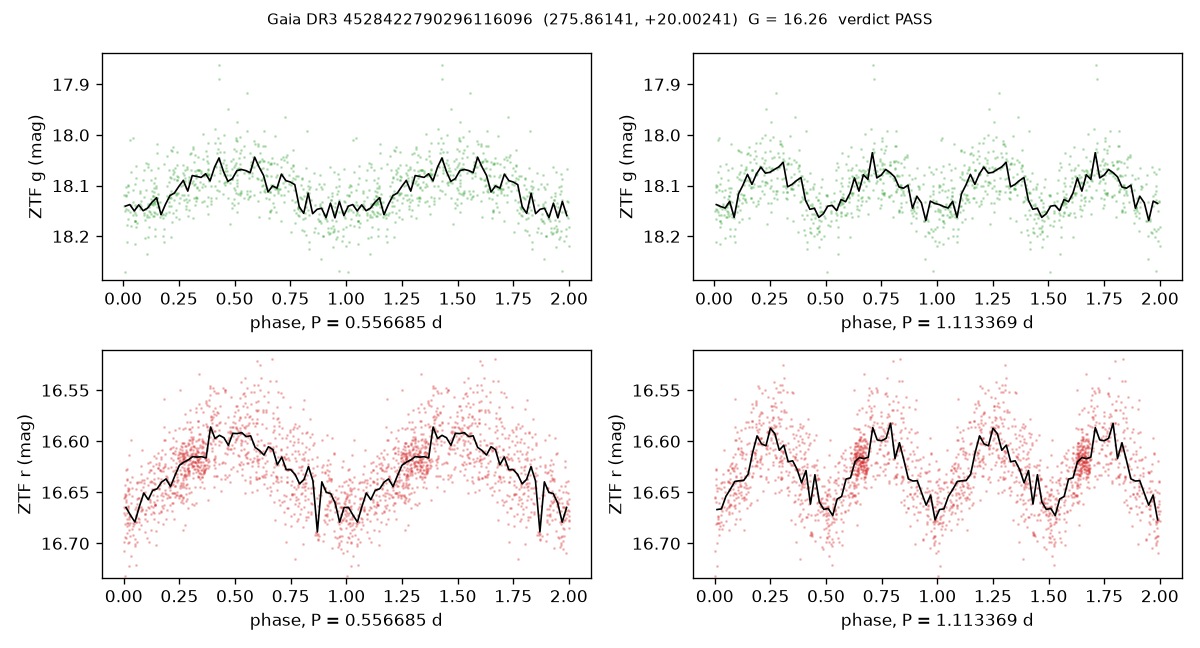 Gaia DR3 4528422790296116096 (275.86141, +20.00241) G = 16.26 verdict PASS
ZTF g (mag)
17.9
18.0
18.1
18.2
0.00 0.25 0.50 0.75 1.00 1.25 1.50 1.75 2.00
phase, P = 0.556685 d
ZTF g (mag)
17.9
18.0
18.1
18.2
0.00 0.25 0.50 0.75 1.00 1.25 1.50 1.75 2.00
phase, P = 1.113369 d
ZTF r (mag)
16.55
16.60
16.65
16.70
0.00 0.25 0.50 0.75 1.00 1.25 1.50 1.75 2.00
phase, P = 0.556685 d
ZTF r (mag)
16.55
16.60
16.65
16.70
0.00 0.25 0.50 0.75 1.00 1.25 1.50 1.75 2.00
phase, P = 1.113369 d